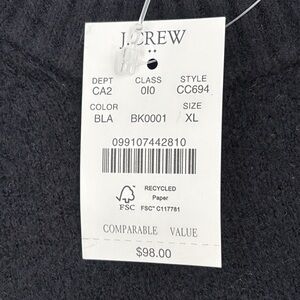 J.CREW
DEPT CLASS STYLE
CA2 0I0 CC694
COLOR SIZE
BLA BK0001 XL
099107442810
RECYCLED
Paper
FSC
FSC® C117781
COMPARABLE VALUE
$98.00